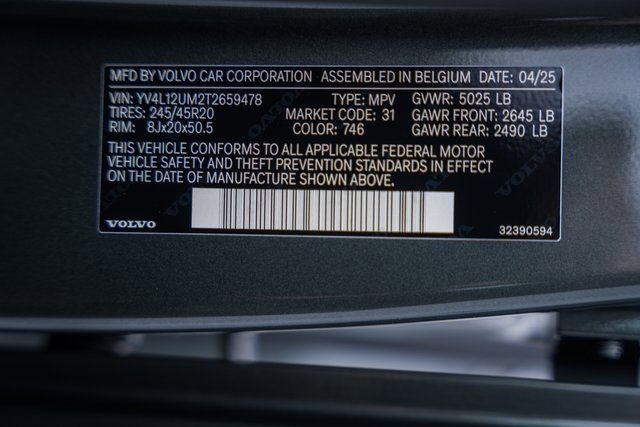 MFD BY VOLVO CAR CORPORATION ASSEMBLED IN BELGIUM DATE: 04/25
VIN: YV4L12UM2T2659478 TYPE: MPV GVWR: 5025 LB
TIRES: 245/45R20 MARKET CODE: 31 GAWR FRONT: 2645 LB
RIM: 8Jx20x50.5 COLOR: 746 GAWR REAR: 2490 LB
THIS VEHICLE CONFORMS TO ALL APPLICABLE FEDERAL MOTOR
VEHICLE SAFETY AND THEFT PREVENTION STANDARDS IN EFFECT
ON THE DATE OF MANUFACTURE SHOWN ABOVE.
VOLVO 32390594